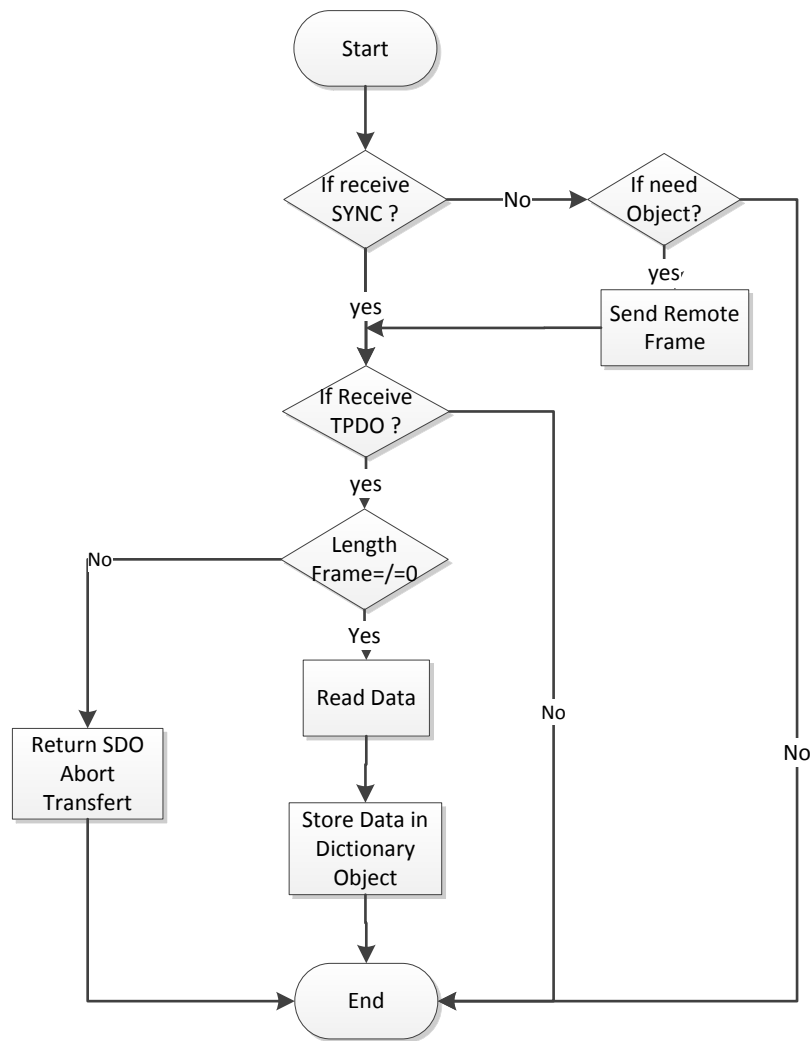 Start
If receive
SYNC ?
No
If need
Object?
yes
yes
Send Remote
Frame
If Receive
TPDO ?
yes
No
Length
Frame=/=0
Yes
Read Data
No
No
Return SDO
Abort
Transfert
Store Data in
Dictionary
Object
End